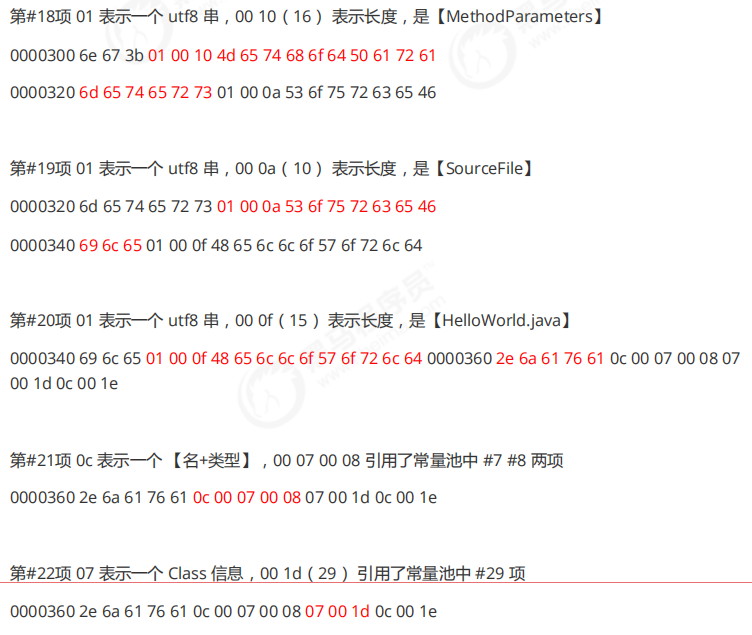 第#18项 01 表示一个 utf8 串，00 10（16） 表示长度，是【MethodParameters】
0000300 6e 67 3b 01 00 10 4d 65 74 68 6f 64 50 61 72 61
0000320 6d 65 74 65 72 73 01 00 0a 53 6f 75 72 63 65 46
第#19项 01 表示一个 utf8 串，00 0a（10） 表示长度，是【SourceFile】
0000320 6d 65 74 65 72 73 01 00 0a 53 6f 75 72 63 65 46
0000340 69 6c 65 01 00 0f 48 65 6c 6c 6f 57 6f 72 6c 64
第#20项 01 表示一个 utf8 串，00 0f（15） 表示长度，是【HelloWorld.java】
0000340 69 6c 65 01 00 0f 48 65 6c 6c 6f 57 6f 72 6c 64 0000360 2e 6a 61 76 61 0c 00 07 00 08 07
00 1d 0c 00 1e
第#21项 0c 表示一个 【名+类型】，00 07 00 08 引用了常量池中 #7 #8 两项
0000360 2e 6a 61 76 61 0c 00 07 00 08 07 00 1d 0c 00 1e
第#22项 07 表示一个 Class 信息，00 1d（29） 引用了常量池中 #29 项
0000360 2e 6a 61 76 61 0c 00 07 00 08 07 00 1d 0c 00 1e